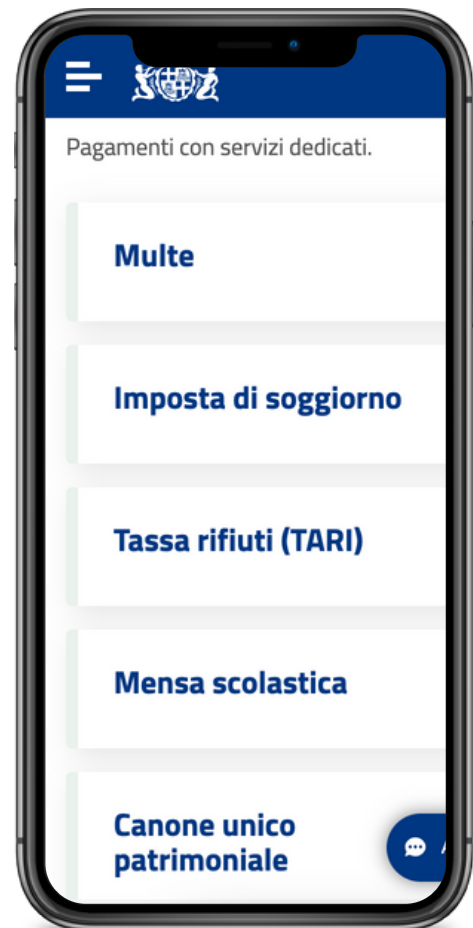 Pagamenti con servizi dedicati.
Multe
Imposta di soggiorno
Tassa rifiuti (TARI)
Mensa scolastica
Canone unico
patrimoniale